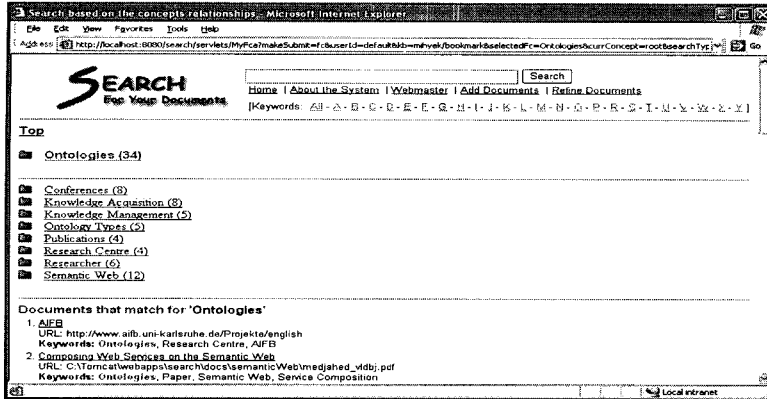 Search based on the concepts relationships - Microsoft Internet Explorer
File Edit View Favorites Tools Help
Address http://localhost:8080/search/servlets/MyFca?makeSubmit=fc&userId=default&kb=mihyek/bookmark&selectedFc=Ontologies&currConcept=root&searchTyp Go
SEARCH
For Your Documents
Search
Home | About the System | Webmaster | Add Documents | Refine Documents
[Keywords: All - A - B - C - D - E - F - G - H - I - J - K - L - M - N - O - P - R - S - T - U - V - W - X - Y ]
Top
Ontologies (34)
Conferences (8)
Knowledge Acquisition (8)
Knowledge Management (5)
Ontology Types (5)
Publications (4)
Research Centre (4)
Researcher (6)
Semantic Web (12)
Documents that match for 'Ontologies'
1. AIFB
URL: http://www.aifb.uni-karlsruhe.de/Projekte/english
Keywords: Ontologies, Research Centre, AIFB
2. Composing Web Services on the Semantic Web
URL: C:\Tomcat\webapps\search\docs\semanticWeb\medjahed_vldbj.pdf
Keywords: Ontologies, Paper, Semantic Web, Service Composition
Local intranet